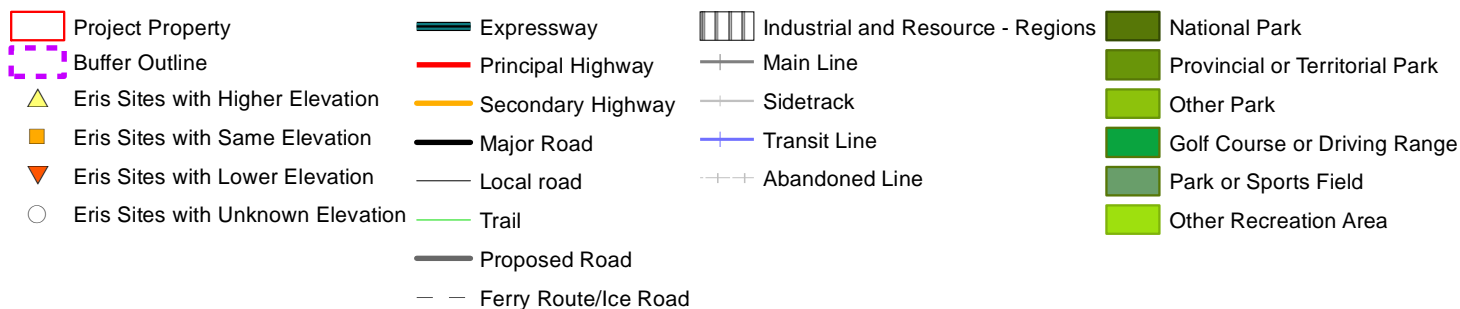 Project Property
Buffer Outline
Eris Sites with Higher Elevation
Eris Sites with Same Elevation
Eris Sites with Lower Elevation
Eris Sites with Unknown Elevation
Expressway
Principal Highway
Secondary Highway
Major Road
Local road
Trail
Proposed Road
Ferry Route/Ice Road
Industrial and Resource - Regions
Main Line
Sidetrack
Transit Line
Abandoned Line
National Park
Provincial or Territorial Park
Other Park
Golf Course or Driving Range
Park or Sports Field
Other Recreation Area